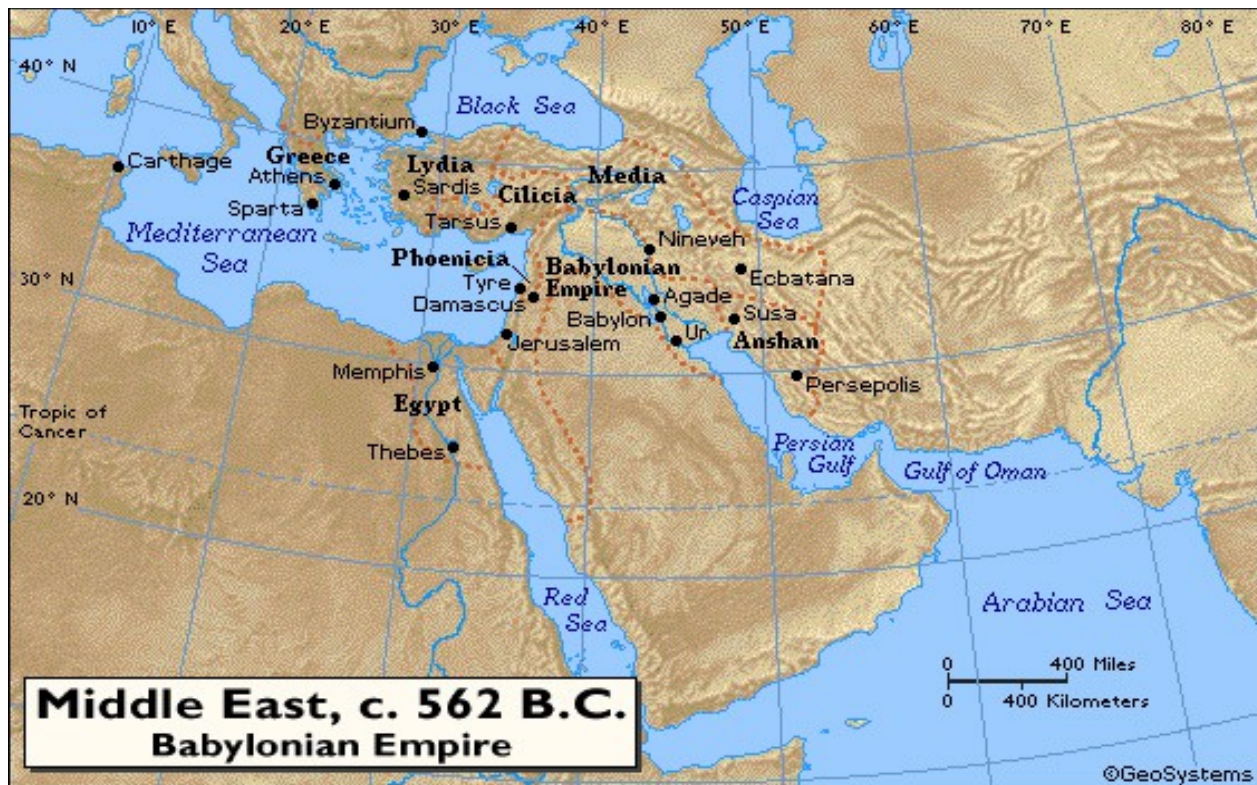 10° E
20° E
30° E
40° E
50° E
60° E
70° E
80° E
40° N
Black Sea
Byzantium
Carthage
Greece
Athens
Lydia
Sardis
Media
Cilicia
Caspian
Sea
Sparta
Tarsus
Mediterranean
Sea
Nineveh
Phoenicia
Babylonian
Empire
Ecbatana
30° N
Tyre
Damascus
Agade
Babylon
Susa
Ur
Anshan
Jerusalem
Memphis
Persepolis
Egypt
Tropic of
Cancer
Thebes
Persian
Gulf
Gulf of Oman
20° N
Red
Sea
Arabian Sea
0 400 Miles
0 400 Kilometers
Middle East, c. 562 B.C.
Babylonian Empire
©GeoSystems